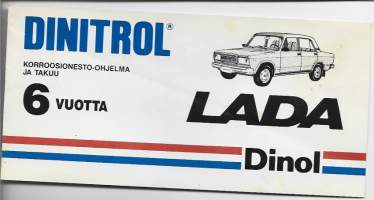 DINITROL®
KORROOSIONESTO-OHJELMA
JA TAKUU
6 VUOTTA
LADA
Dinol